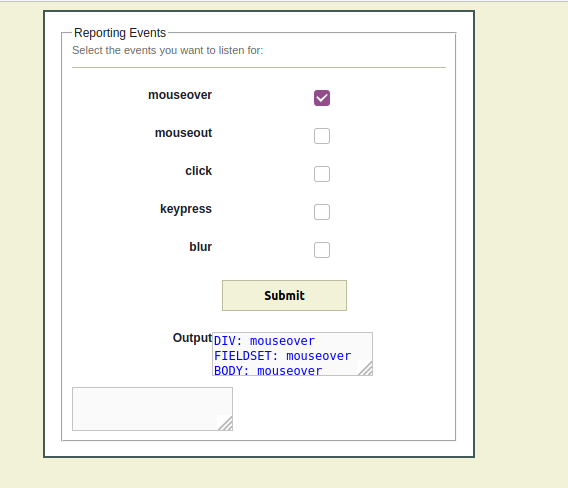 Reporting Events
Select the events you want to listen for:
mouseover
mouseout
click
keypress
blur
Submit
Output
DIV: mouseover
FIELDSET: mouseover
BODY: mouseover